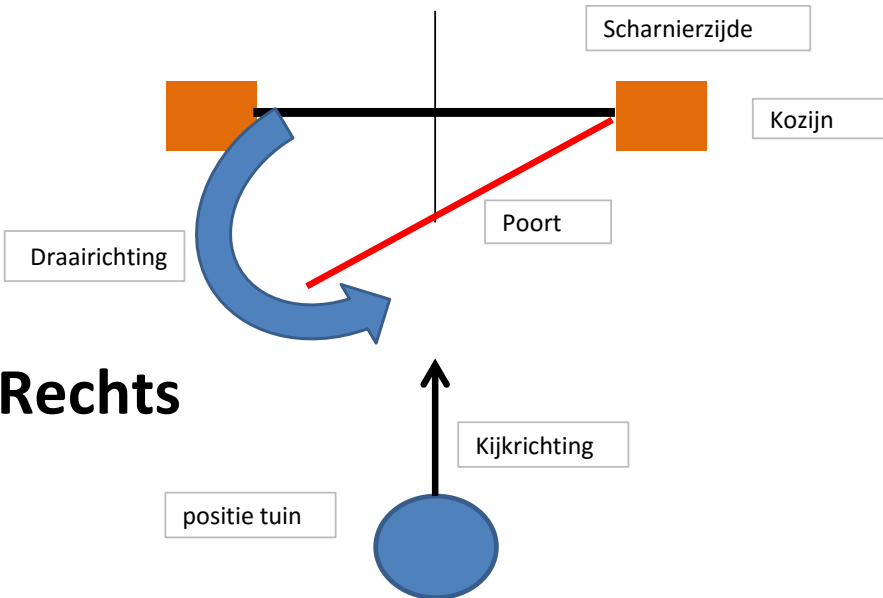 Scharnierzijde
Kozijn
Poort
Draairichting
Rechts
Kijkrichting
positie tuin